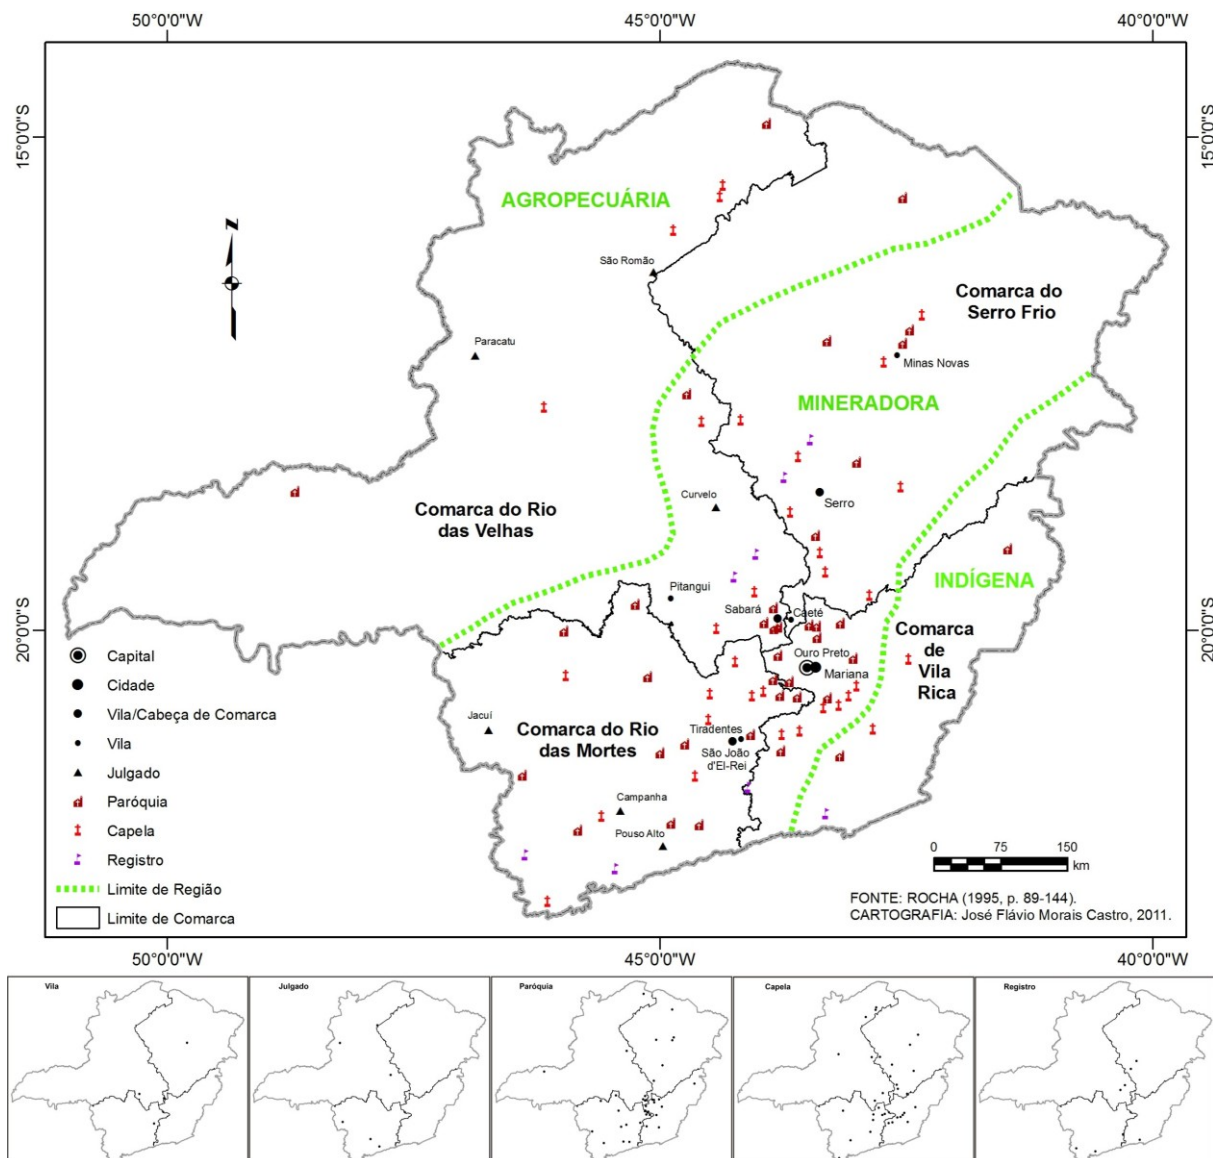 50°0'0"W
45°0'0"W
40°0'0"W
15°0'0"S
15°0'0"S
AGROPECUÁRIA
N
São Romão
Comarca do
Serro Frio
Paracatu
Minas Novas
MINERADORA
Curvelo
Serro
Comarca do Rio
das Velhas
Pitangui
INDÍGENA
Sabará
Caeté
20°0'0"S
20°0'0"S
Comarca
de
Vila
Rica
Ouro Preto
Mariana
Jacuí
Comarca do Rio
das Mortes
Tiradentes
São João
d'El-Rei
Campanha
Pouso Alto
Capital
Cidade
Vila/Cabeça de Comarca
Vila
Julgado
Paróquia
Capela
Registro
Limite de Região
Limite de Comarca
0 75 150
km
FONTE: ROCHA (1995, p. 89-144).
CARTOGRAFIA: José Flávio Morais Castro, 2011.
50°0'0"W
45°0'0"W
40°0'0"W
Vila
Julgado
Paróquia
Capela
Registro